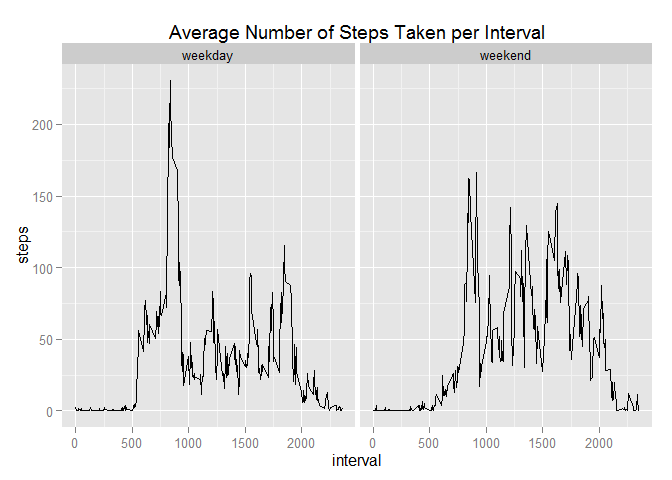 Average Number of Steps Taken per Interval
weekday weekend
200
150
100
50
0
steps
0 500 1000 1500 2000 0 500 1000 1500 2000
interval